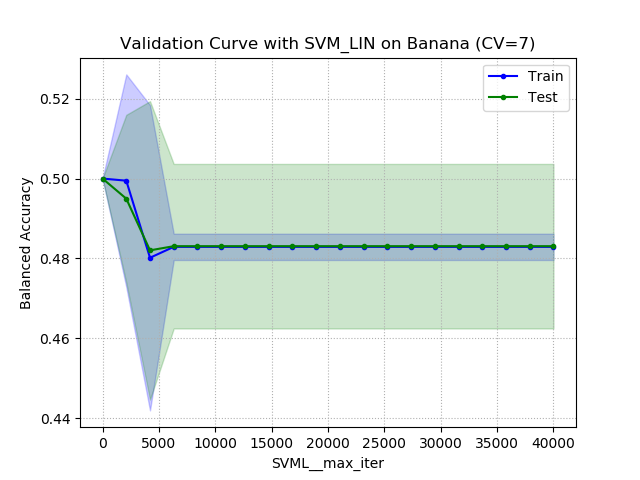 Validation Curve with SVM_LIN on Banana (CV=7)
Train
Test
0.52
0.50
0.48
0.46
0.44
Balanced Accuracy
0 5000 10000 15000 20000 25000 30000 35000 40000
SVML__max_iter